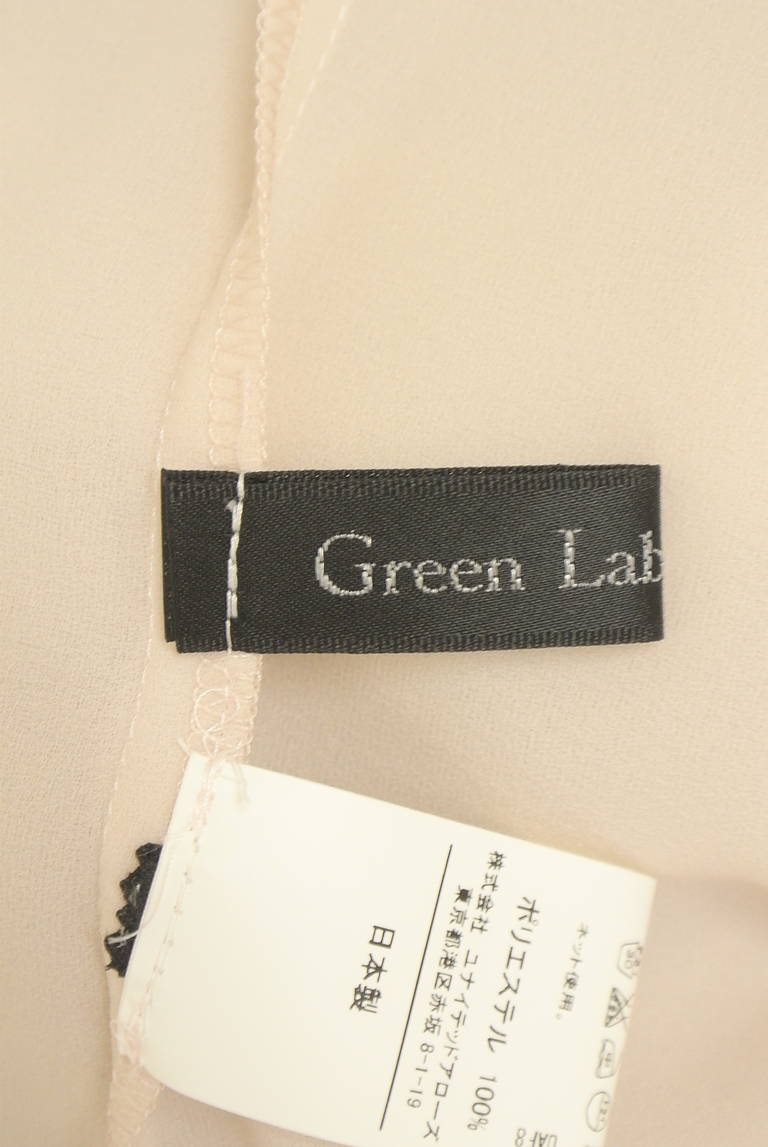 Green Lab
ネット使用。
ポリエステル 100%
株式会社 ユナイテッドアローズ
東京都港区赤坂 8-1-19
日本製